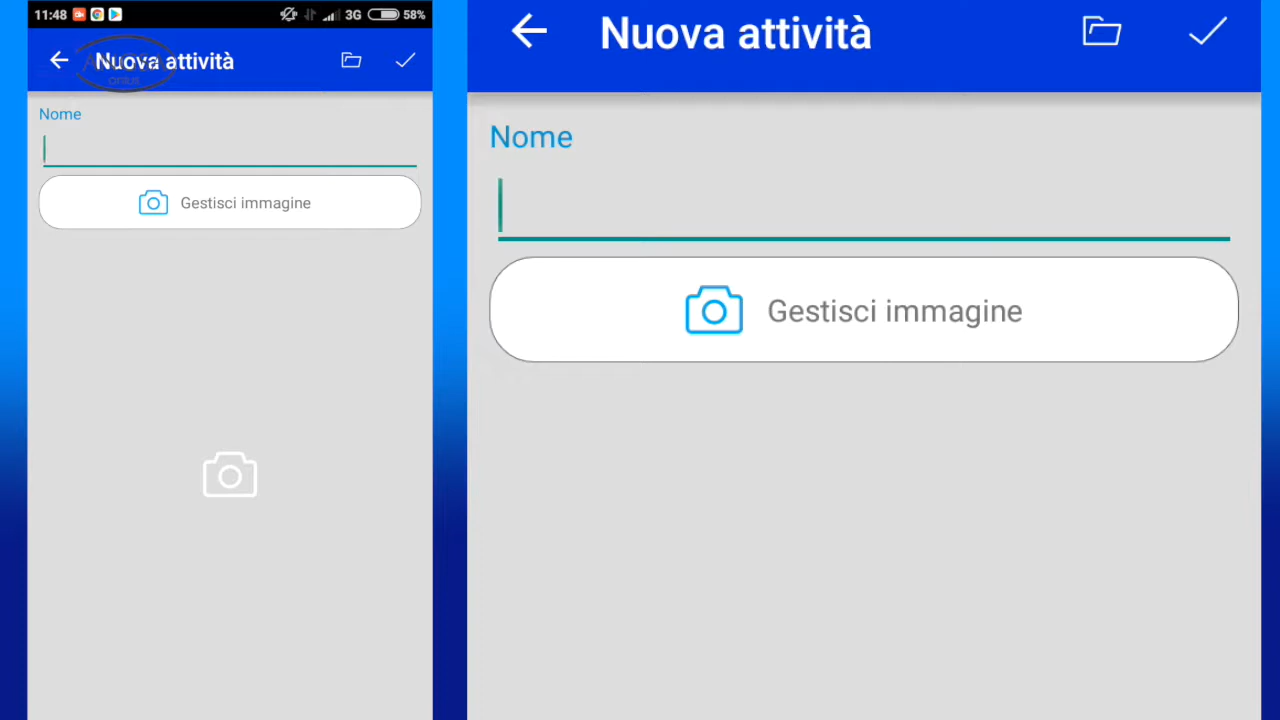 11:48 3G 58%
Nuova attività
Nome
Gestisci immagine
Nuova attività
Nome
Gestisci immagine